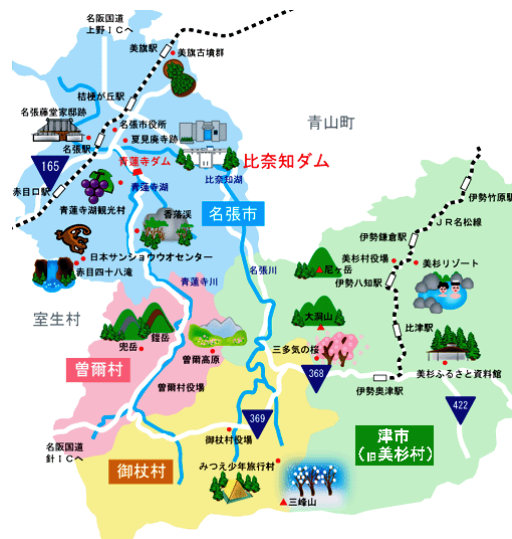 名阪国道
上野ＩＣへ
美旗駅
美旗古墳群
桔梗が丘駅
名張藤堂家邸跡
名張市役所
夏見廃寺跡
名張駅
青山町
青蓮寺ダム
比奈知ダム
165
赤目口駅
青蓮寺湖
比奈知湖
伊勢竹原駅
青蓮寺湖観光村
名張市
香落渓
ＪＲ名松線
伊勢鎌倉駅
日本サンショウウオセンター
名張川
美杉村役場
尼ヶ岳
美杉リゾート
赤目四十八滝
伊勢八知駅
青蓮寺川
室生村
大洞山
比津駅
兜岳
鎧岳
三多気の桜
曽爾高原
曽爾村
368
美杉ふるさと資料館
曽爾村役場
伊勢奥津駅
422
369
御杖村役場
名阪国道
針ＩＣへ
津市
（旧美杉村）
みつえ少年旅行村
御杖村
三峰山